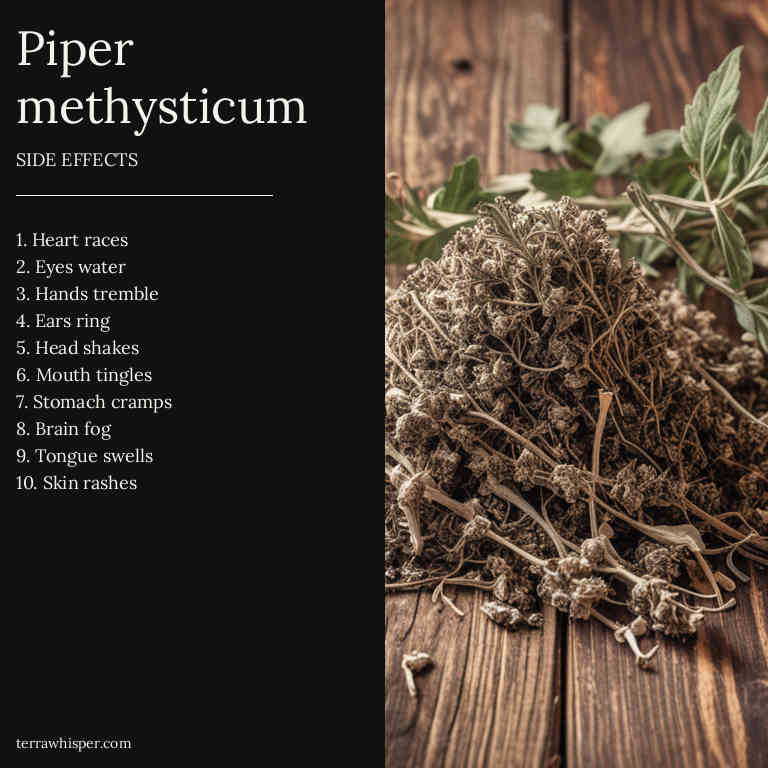 Piper
methysticum
SIDE EFFECTS
1. Heart races
2. Eyes water
3. Hands tremble
4. Ears ring
5. Head shakes
6. Mouth tingles
7. Stomach cramps
8. Brain fog
9. Tongue swells
10. Skin rashes
terrawhisper.com